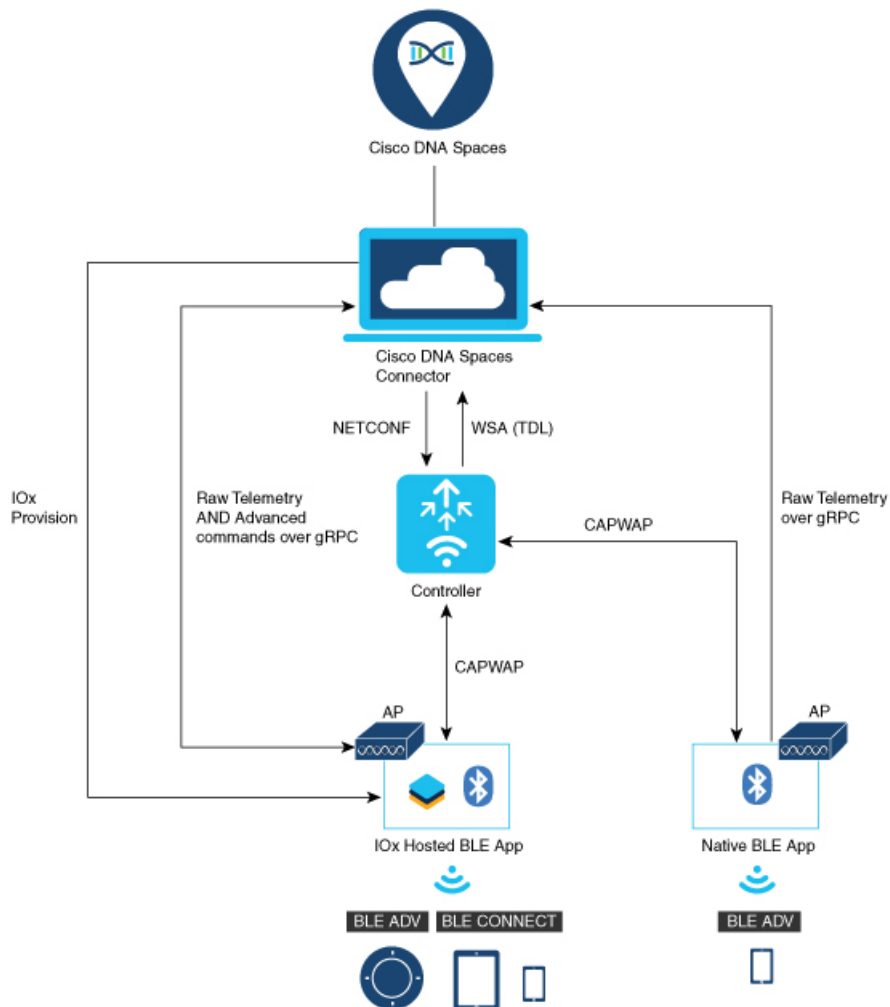 Cisco DNA Spaces
Cisco DNA Spaces
Connector
NETCONF
WSA (TDL)
IOx
Provision
Raw Telemetry
AND Advanced
commands over gRPC
CAPWAP
Raw Telemetry
over gRPC
Controller
CAPWAP
AP
AP
IOx Hosted BLE App
Native BLE App
BLE ADV
BLE CONNECT
BLE ADV